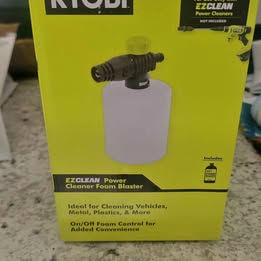 RYOBI
EZCLEAN
Power Cleaners
NOT INCLUDED
Includes
EZCLEAN Power
Cleaner Foam Blaster
Ideal for Cleaning Vehicles,
Metal, Plastics, & More
On/Off Foam Control for
Added Convenience